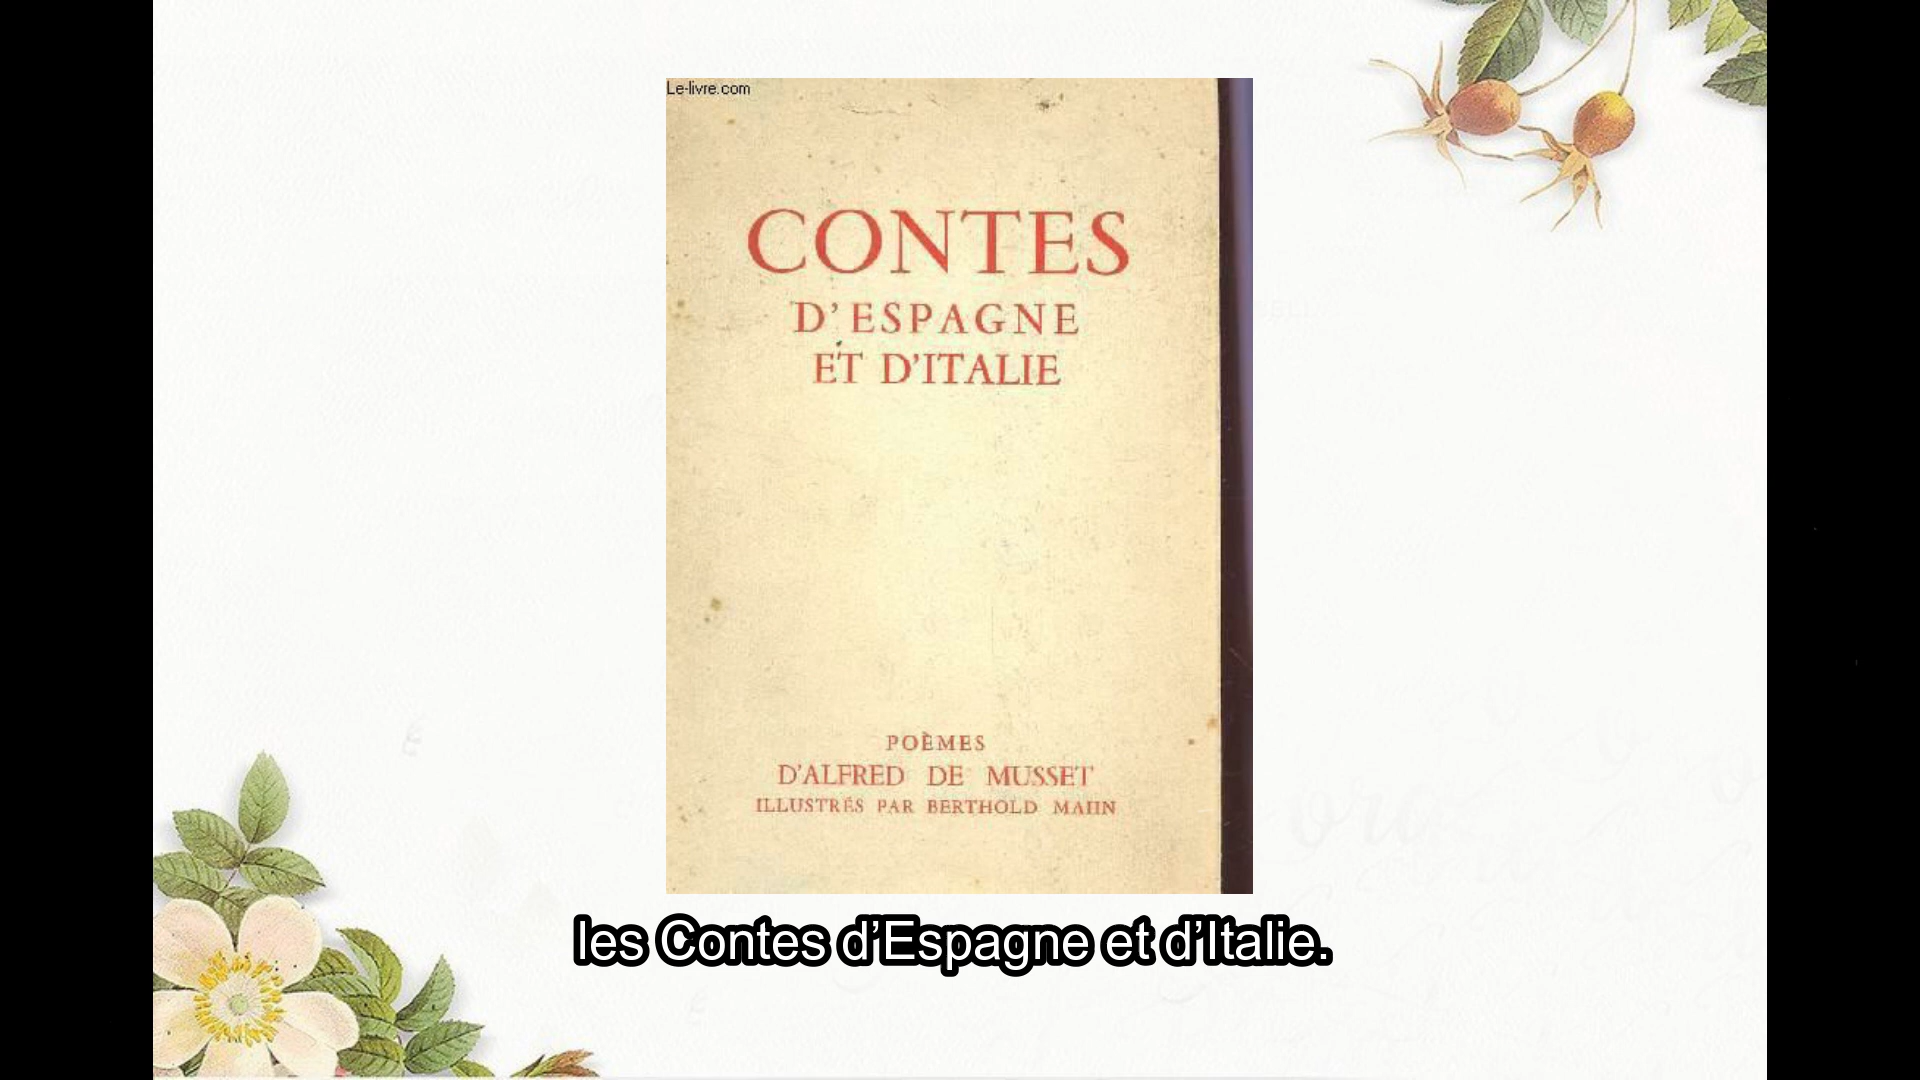 Le-livre.com
CONTES
D'ESPAGNE
ET D'ITALIE
POÈMES
D'ALFRED DE MUSSET
ILLUSTRÉS PAR BERTHOLD MAHN
les Contes d'Espagne et d'Italie.